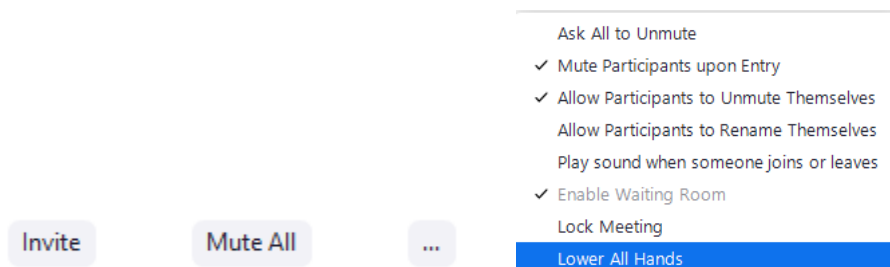 Ask All to Unmute
✓ Mute Participants upon Entry
✓ Allow Participants to Unmute Themselves
Allow Participants to Rename Themselves
Play sound when someone joins or leaves
✓ Enable Waiting Room
Lock Meeting
Lower All Hands
Invite Mute All ...